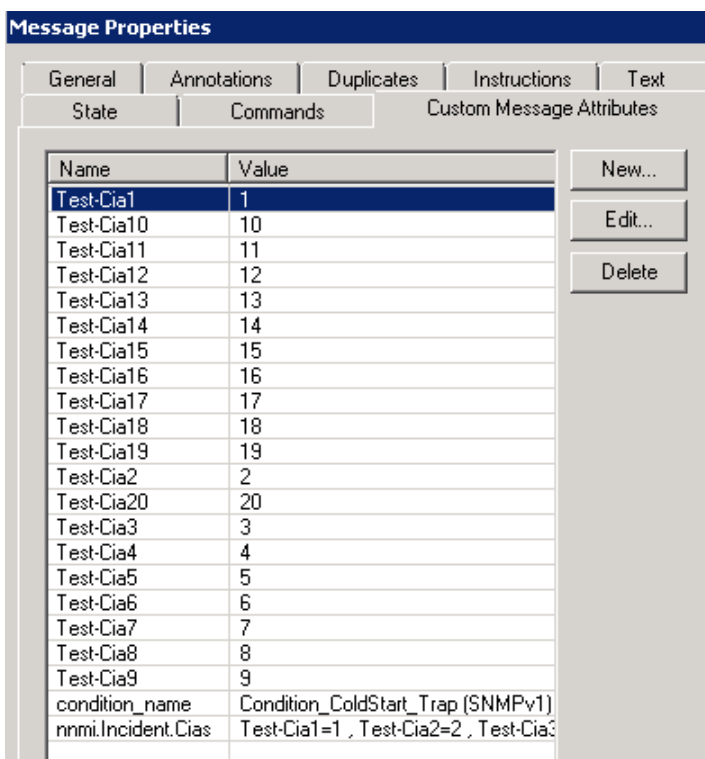 Message Properties
General Annotations Duplicates Instructions Text
State Commands Custom Message Attributes
Name Value New...
Test-Cia1 1
Test-Cia10 10 Edit...
Test-Cia11 11
Test-Cia12 12 Delete
Test-Cia13 13
Test-Cia14 14
Test-Cia15 15
Test-Cia16 16
Test-Cia17 17
Test-Cia18 18
Test-Cia19 19
Test-Cia2 2
Test-Cia20 20
Test-Cia3 3
Test-Cia4 4
Test-Cia5 5
Test-Cia6 6
Test-Cia7 7
Test-Cia8 8
Test-Cia9 9
condition_name Condition_ColdStart_Trap (SNMPv1)
nnmi.Incident.Cias Test-Cia1=1 , Test-Cia2=2 , Test-Cia3